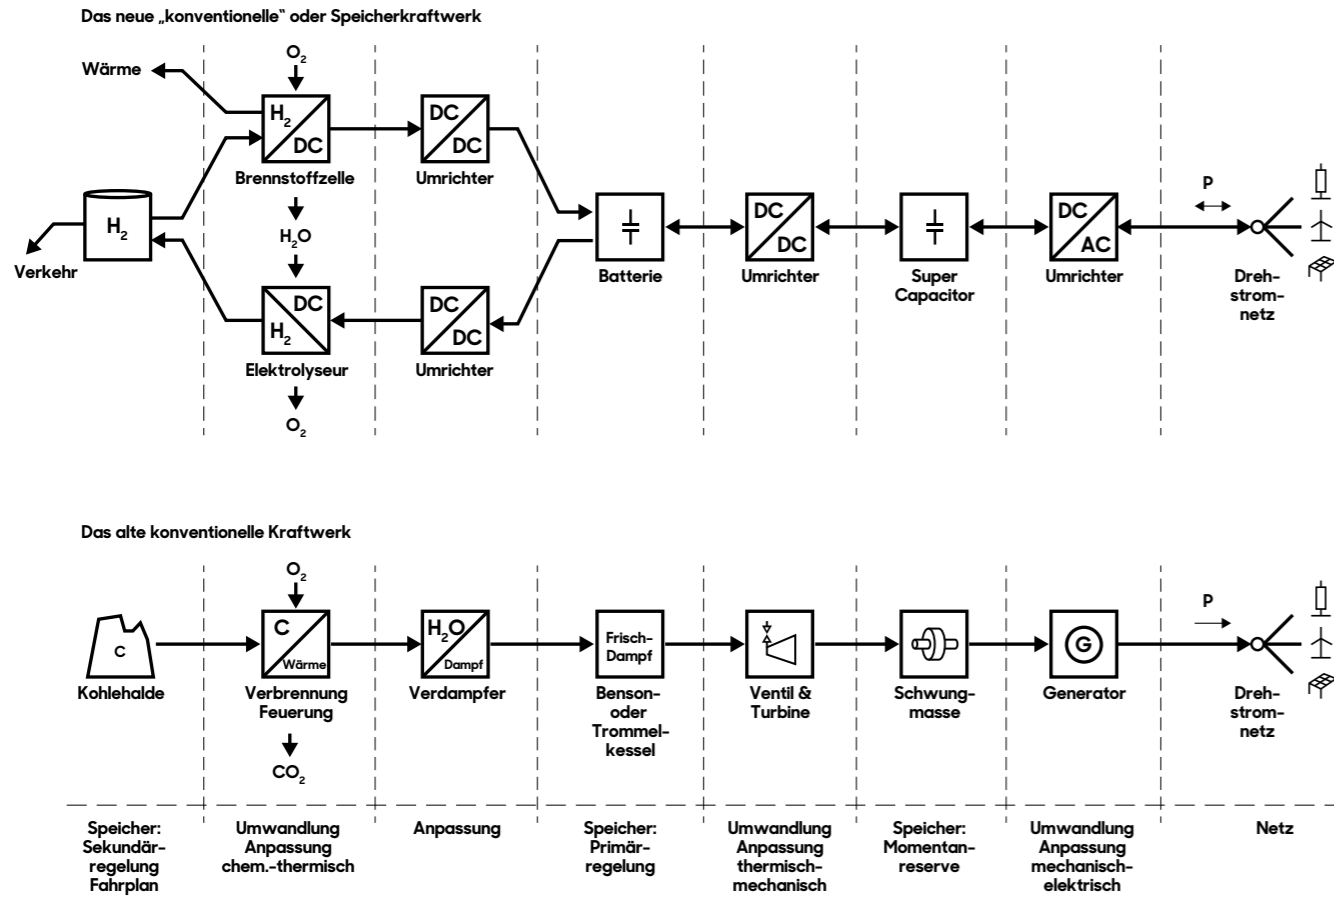 Das neue „konventionelle“ oder Speicherkraftwerk
Wärme
O₂
H₂
DC
Brennstoffzelle
DC
DC
Umrichter
H₂
Verkehr
H₂O
DC
H₂
Elektrolyseur
O₂
DC
DC
Umrichter
Batterie
DC
DC
Umrichter
Super
Capacitor
DC
AC
Umrichter
P
Dreh-
strom-
netz
Das alte konventionelle Kraftwerk
C
Kohlehalde
O₂
C
Wärme
Verbrennung
Feuerung
CO₂
H₂O
Dampf
Verdampfer
Frisch-
Dampf
Benson-
oder
Trommel-
kessel
Ventil &
Turbine
Schwung-
masse
G
Generator
P
Dreh-
strom-
netz
Speicher:
Sekundär-
regelung
Fahrplan
Umwandlung
Anpassung
chem.-thermisch
Anpassung
Speicher:
Primär-
regelung
Umwandlung
Anpassung
thermisch-
mechanisch
Speicher:
Momentan-
reserve
Umwandlung
Anpassung
mechanisch-
elektrisch
Netz